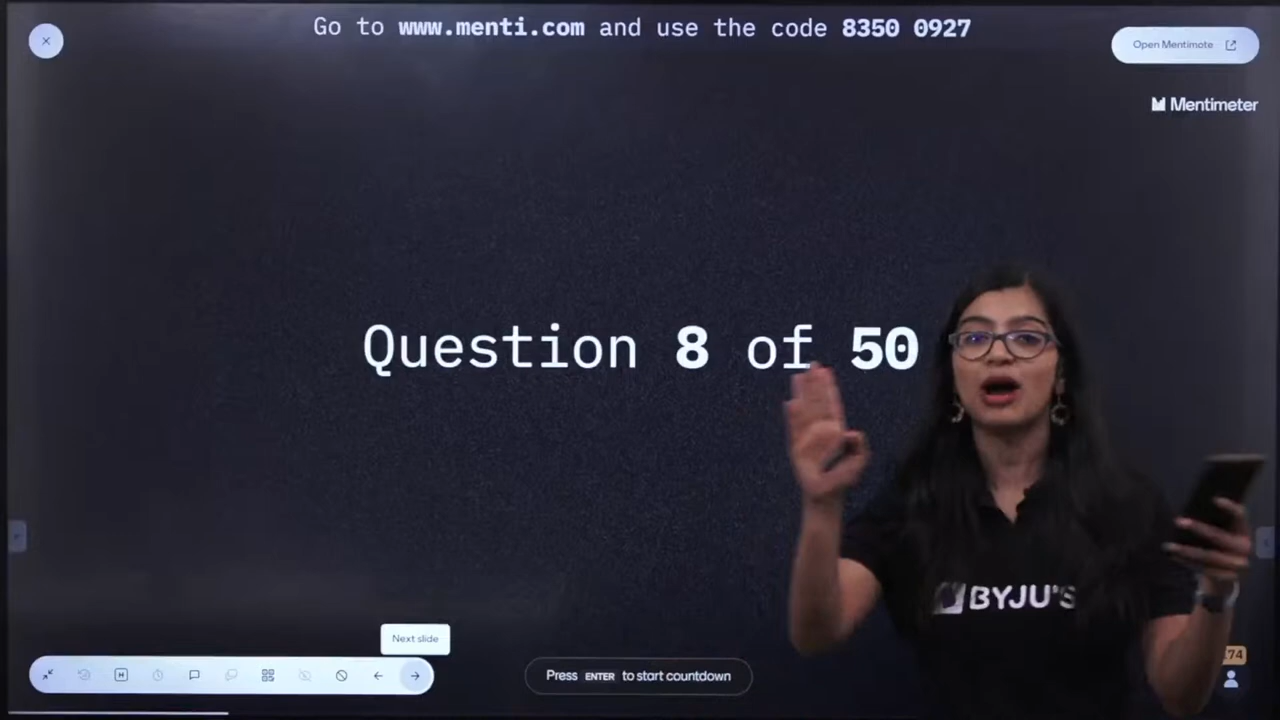 Go to www.menti.com and use the code 8350 0927
Open Mentimote
Mentimeter
Question 8 of 50
BYJU'S
Next slide
Press ENTER to start countdown
74